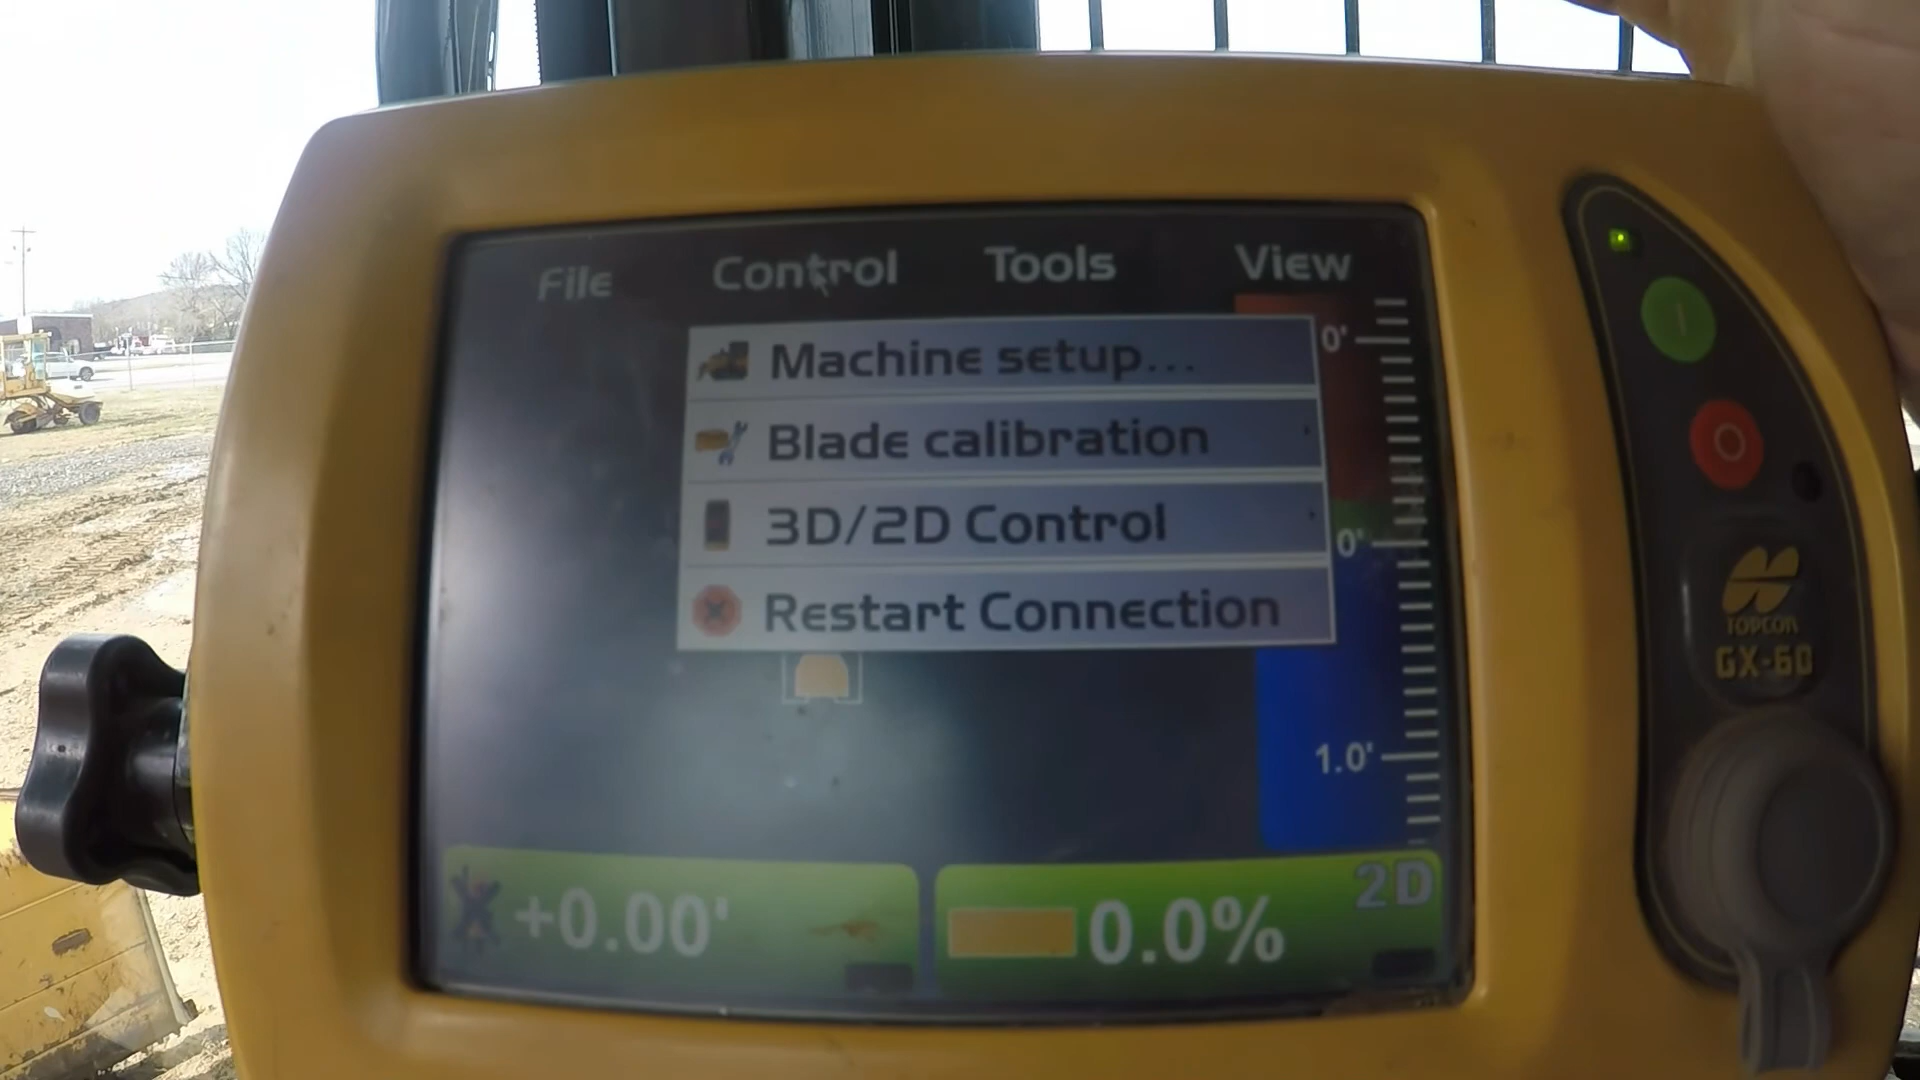 File Control Tools View
Machine setup...
Blade calibration
3D/2D Control
Restart Connection
0'
0'
1.0'
+0.00'
0.0%
2D
TOPCON
GX-60